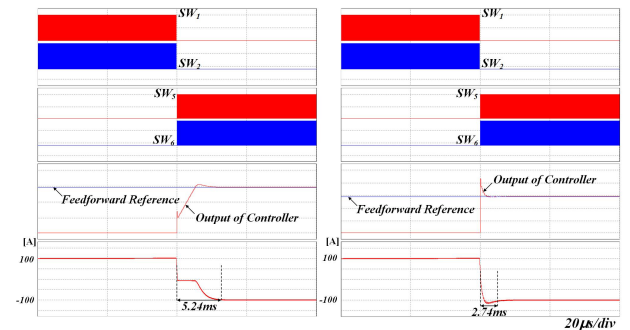 SW1
SW2
SW5
SW6
Feedforward Reference
Output of Controller
[A]
100
-100
5.24ms
SW1
SW2
SW5
SW6
Output of Controller
Feedforward Reference
[A]
100
-100
2.74ms
20μs/div